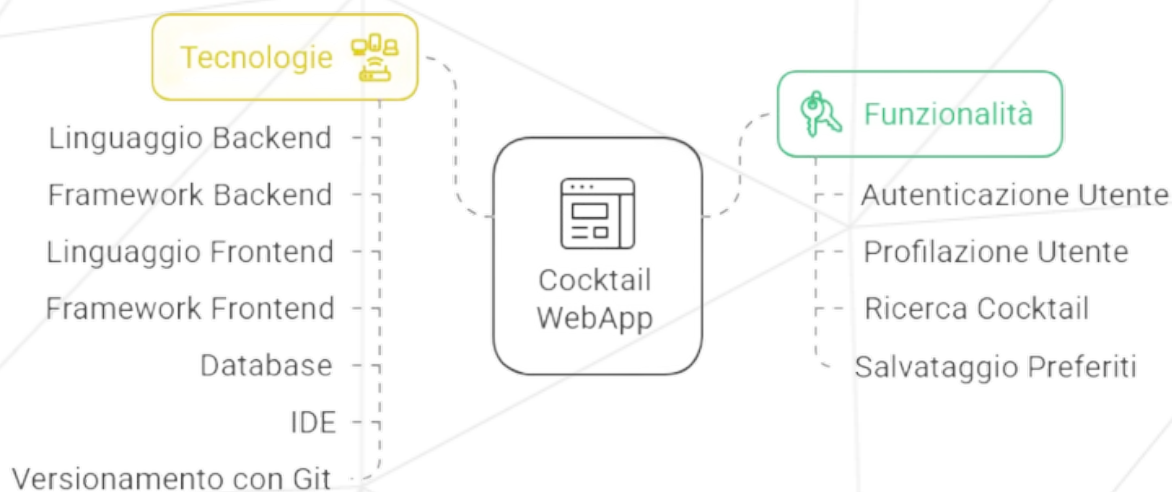 Tecnologie
Linguaggio Backend
Framework Backend
Linguaggio Frontend
Framework Frontend
Database
IDE
Versionamento con Git
Cocktail
WebApp
Funzionalità
Autenticazione Utente
Profilazione Utente
Ricerca Cocktail
Salvataggio Preferiti